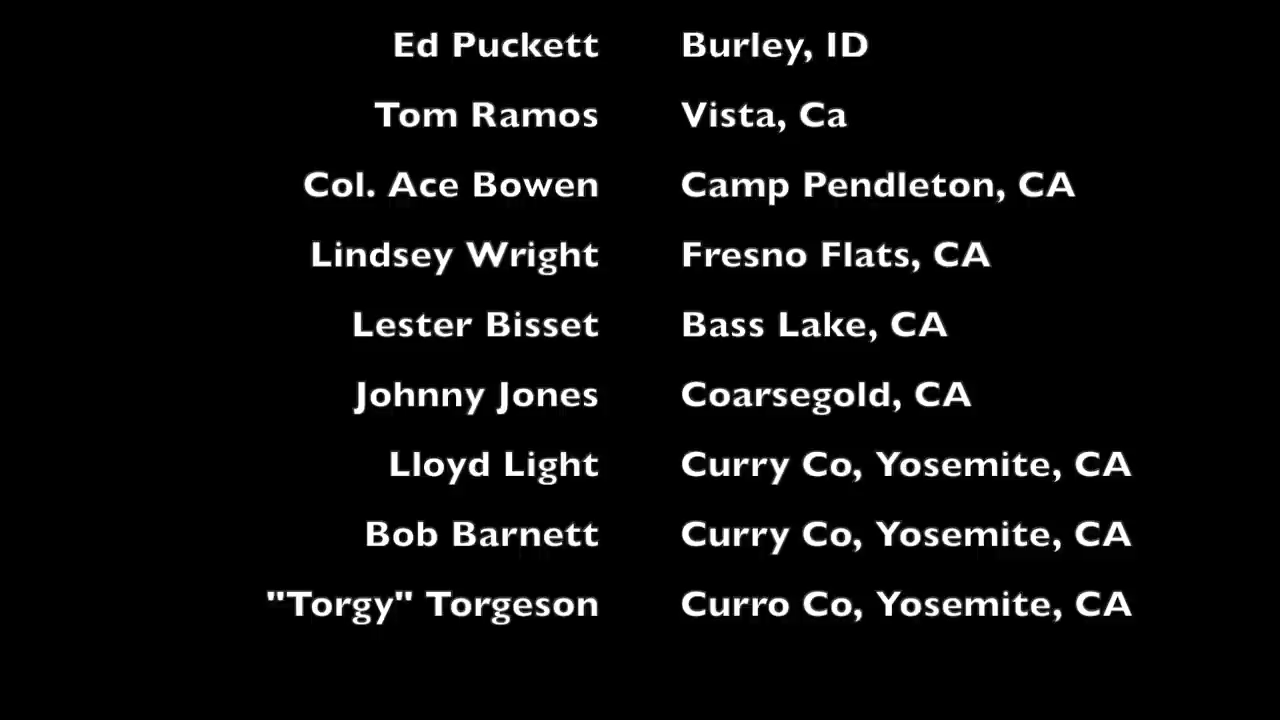 Ed Puckett Burley, ID
Tom Ramos Vista, Ca
Col. Ace Bowen Camp Pendleton, CA
Lindsey Wright Fresno Flats, CA
Lester Bisset Bass Lake, CA
Johnny Jones Coarsegold, CA
Lloyd Light Curry Co, Yosemite, CA
Bob Barnett Curry Co, Yosemite, CA
"Torgy" Torgeson Curro Co, Yosemite, CA